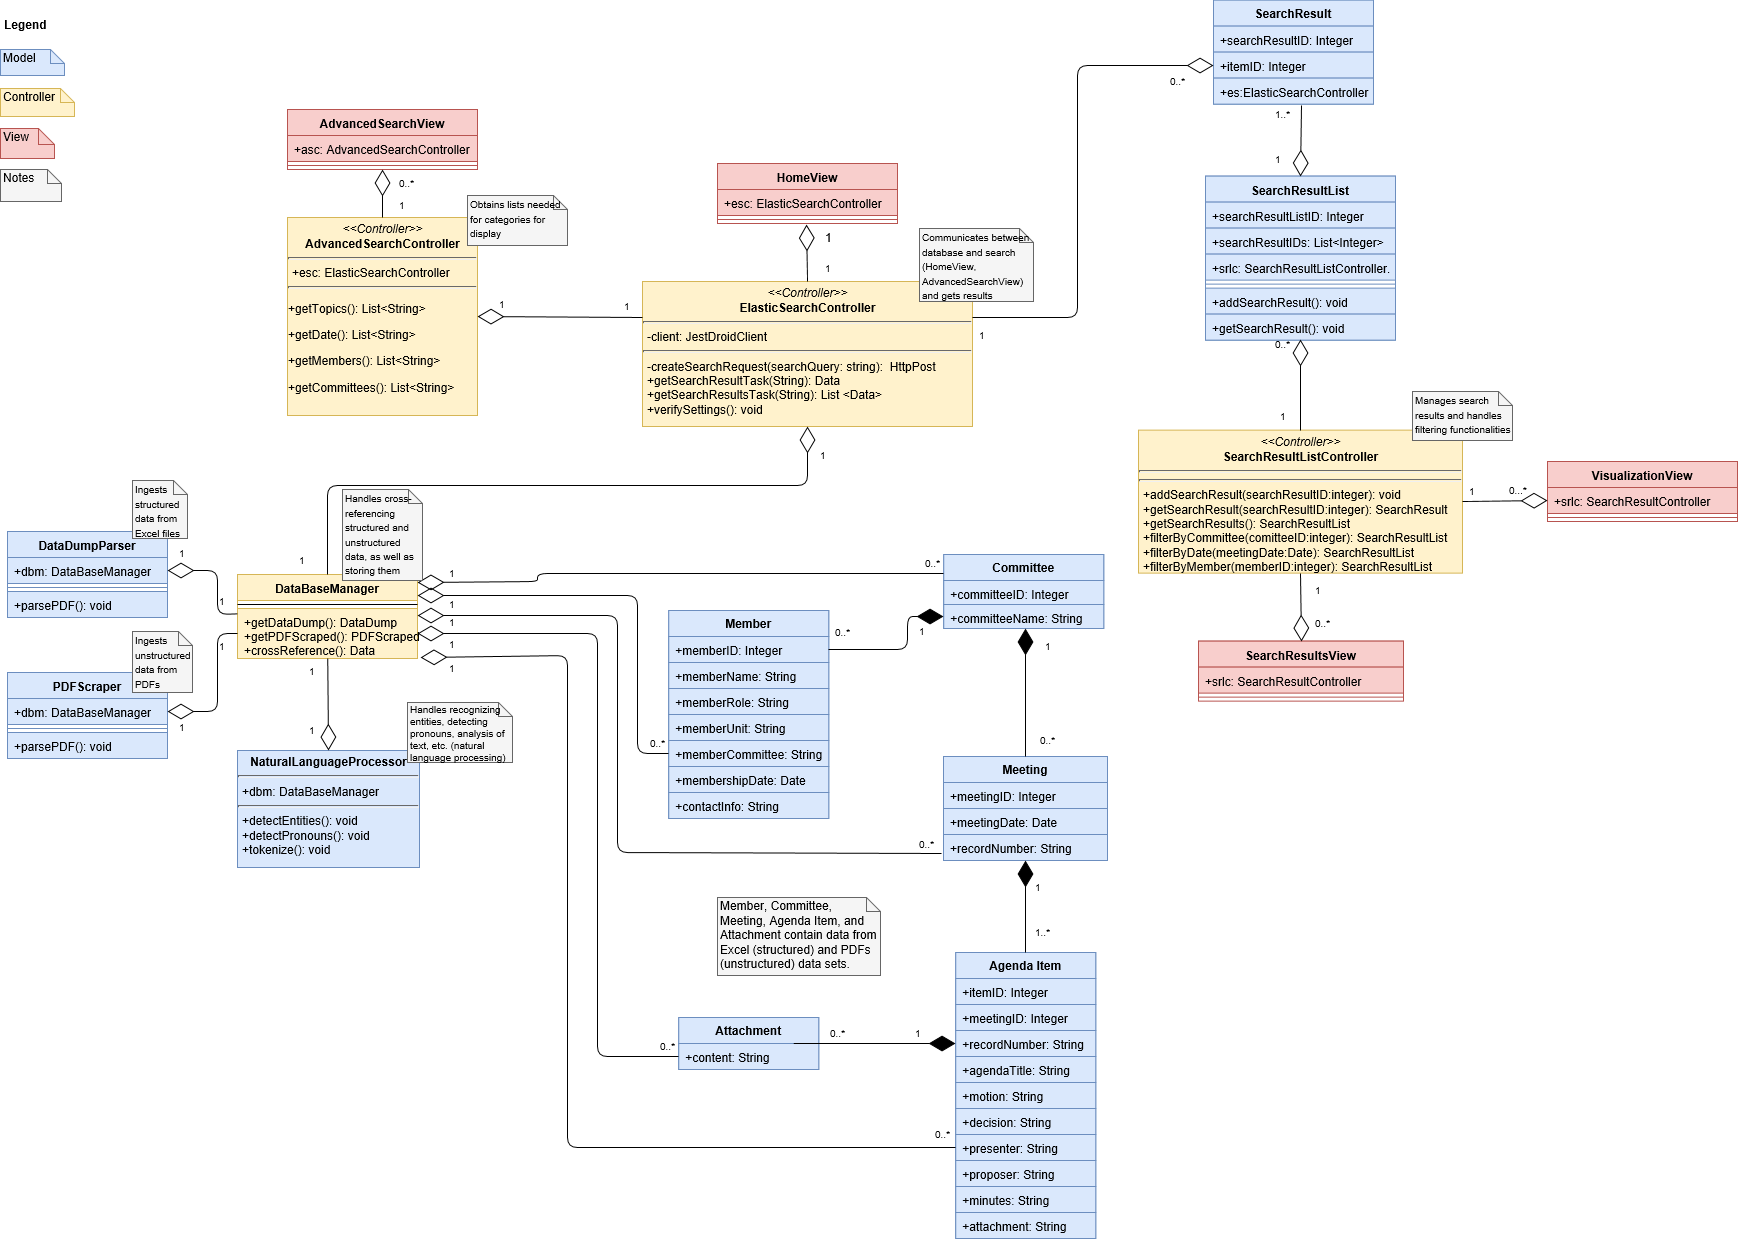 Legend
Model
Controller
View
Notes
AdvancedSearchView
+asc: AdvancedSearchController
0..*
1
<<Controller>>
AdvancedSearchController
+esc: ElasticSearchController
+getTopics(): List<String>
+getDate(): List<String>
+getMembers(): List<String>
+getCommittees(): List<String>
Obtains lists needed
for categories for
display
1
1
HomeView
+esc: ElasticSearchController
1
1
Communicates between
database and search
(HomeView,
AdvancedSearchView)
and gets results
<<Controller>>
ElasticSearchController
-client: JestDroidClient
-createSearchRequest(searchQuery: string):  HttpPost
+getSearchResultTask(String): Data
+getSearchResultsTask(String): List <Data>
+verifySettings(): void
1
0..*
1
SearchResult
+searchResultID: Integer
+itemID: Integer
+es:ElasticSearchController
1..*
1
SearchResultList
+searchResultListID: Integer
+searchResultIDs: List<Integer>
+srlc: SearchResultListController.
+addSearchResult(): void
+getSearchResult(): void
0..*
1
Manages search
results and handles
filtering functionalities
<<Controller>>
SearchResultListController
+addSearchResult(searchResultID:integer): void
+getSearchResult(searchResultID:integer): SearchResult
+getSearchResults(): SearchResultList
+filterByCommittee(comitteeID:integer): SearchResultList
+filterByDate(meetingDate:Date): SearchResultList
+filterByMember(memberID:integer): SearchResultList
1
0...*
VisualizationView
+srlc: SearchResultController
1
0..*
SearchResultsView
+srlc: SearchResultController
Ingests
structured
data from
Excel files
DataDumpParser
+dbm: DataBaseManager
+parsePDF(): void
1
1
Ingests
unstructured
data from
PDFs
PDFScraper
+dbm: DataBaseManager
+parsePDF(): void
1
1
Handles cross-
referencing
structured and
unstructured
data, as well as
storing them
1
DataBaseManager
+getDataDump(): DataDump
+getPDFScraped(): PDFScraped
+crossReference(): Data
1
1
1
1
1
1
1
Handles recognizing
entities, detecting
pronouns, analysis of
text, etc. (natural
language processing)
NaturalLanguageProcessor
+dbm: DataBaseManager
+detectEntities(): void
+detectPronouns(): void
+tokenize(): void
0..*
Committee
+committeeID: Integer
+committeeName: String
0..*
1
1
Member
+memberID: Integer
+memberName: String
+memberRole: String
+memberUnit: String
+memberCommittee: String
+membershipDate: Date
+contactInfo: String
0..*
0..*
Meeting
+meetingID: Integer
+meetingDate: Date
+recordNumber: String
0..*
1
Member, Committee,
Meeting, Agenda Item, and
Attachment contain data from
Excel (structured) and PDFs
(unstructured) data sets.
1..*
Agenda Item
+itemID: Integer
+meetingID: Integer
+recordNumber: String
+agendaTitle: String
+motion: String
+decision: String
+presenter: String
+proposer: String
+minutes: String
+attachment: String
Attachment
+content: String
0..*
1
0..*
0..*